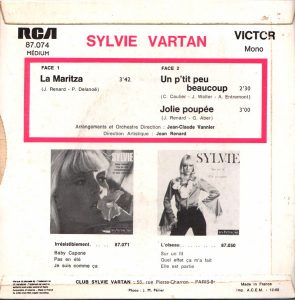 RCA SYLVIE VARTAN VICTOR
87.074 Mono
MÉDIUM
FACE 1
La Maritza 3'42
(J. Renard - P. Delanoë)
FACE 2
Un p'tit peu
beaucoup 2'30
(C. Coulier - J. Walter - A. Entremont)
Jolie poupée 3'00
(J. Renard - G. Aber)
Arrangements et Orchestre Direction : Jean-Claude Vannier
Direction Artistique : Jean Renard
SYLVIE
Irrésistiblement. 87.071
Baby Capone
Pas en été
Je suis comme ça
L'oiseau. 87.050
Sur un fil
Quel effet ça m'a fait
Elle est partie
CLUB SYLVIE VARTAN : 55, rue Pierre-Charron - PARIS-8e
Photo : J. M. Périer
Made in France